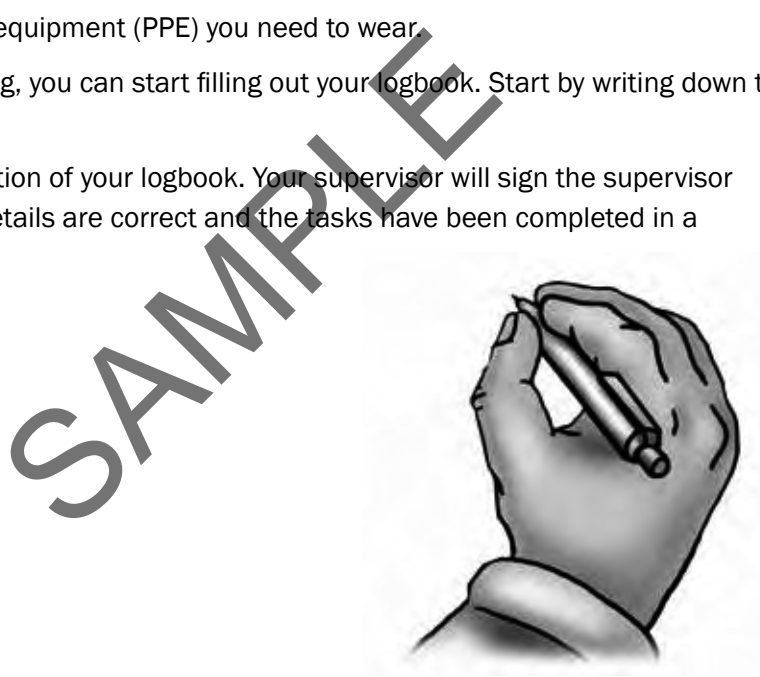 equipment (PPE) you need to wear.
g, you can start filling out your logbook. Start by writing down t
tion of your logbook. Your supervisor will sign the supervisor
etails are correct and the tasks have been completed in a
SAMPLE